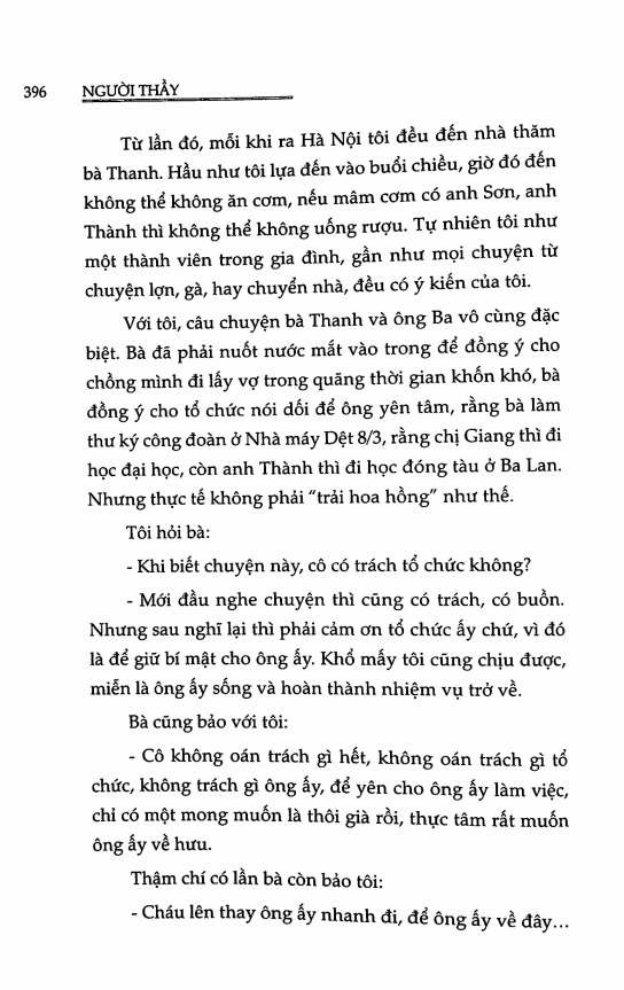 396 NGƯỜI THẦY
Từ lần đó, mỗi khi ra Hà Nội tôi đều đến nhà thăm
bà Thanh. Hầu như tôi lựa đến vào buổi chiều, giờ đó đến
không thể không ăn cơm, nếu mâm cơm có anh Sơn, anh
Thành thì không thể không uống rượu. Tự nhiên tôi như
một thành viên trong gia đình, gần như mọi chuyện từ
chuyện lợn, gà, hay chuyển nhà, đều có ý kiến của tôi.
Với tôi, câu chuyện bà Thanh và ông Ba vô cùng đặc
biệt. Bà đã phải nuốt nước mắt vào trong để đồng ý cho
chồng mình đi lấy vợ trong quãng thời gian khốn khó, bà
đồng ý cho tổ chức nói dối để ông yên tâm, rằng bà làm
thư ký công đoàn ở Nhà máy Dệt 8/3, rằng chị Giang thì đi
học đại học, còn anh Thành thì đi học đóng tàu ở Ba Lan.
Nhưng thực tế không phải “trải hoa hồng” như thế.
Tôi hỏi bà:
- Khi biết chuyện này, cô có trách tổ chức không?
- Mới đầu nghe chuyện thì cũng có trách, có buồn.
Nhưng sau nghĩ lại thì phải cảm ơn tổ chức ấy chứ, vì đó
là để giữ bí mật cho ông ấy. Khổ mấy tôi cũng chịu được,
miễn là ông ấy sống và hoàn thành nhiệm vụ trở về.
Bà cũng bảo với tôi:
- Cô không oán trách gì hết, không oán trách gì tổ
chức, không trách gì ông ấy, để yên cho ông ấy làm việc,
chỉ có một mong muốn là thôi già rồi, thực tâm rất muốn
ông ấy về hưu.
Thậm chí có lần bà còn bảo tôi:
- Cháu lên thay ông ấy nhanh đi, để ông ấy về đây...